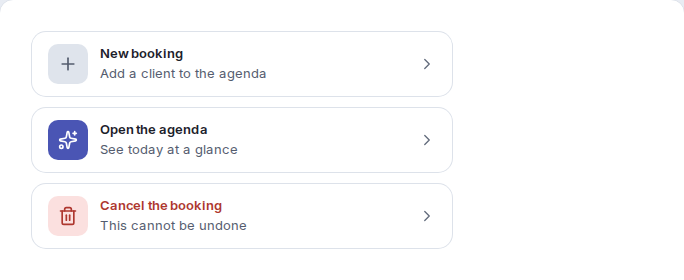 New booking
Add a client to the agenda
Open the agenda
See today at a glance
Cancel the booking
This cannot be undone